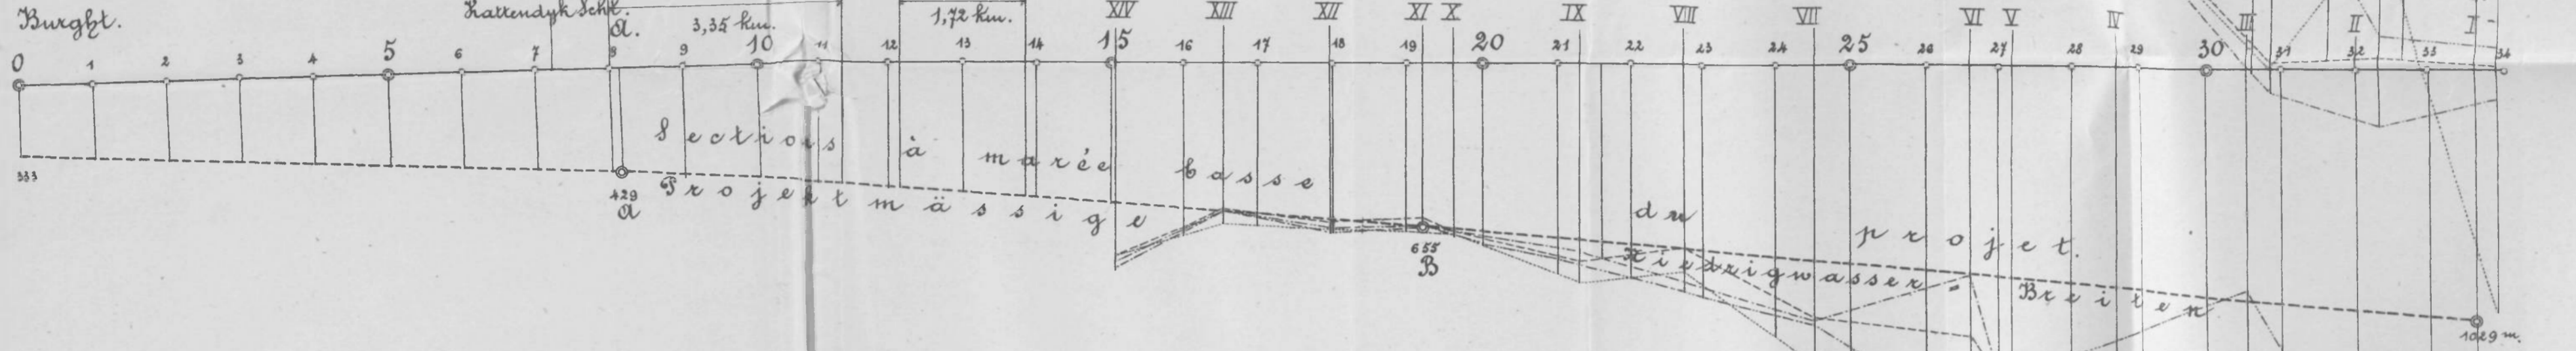 Burght.
Kattendyk Schl.
a.
3,35 km.
1,72 km.
XIV XIII XII XI X IX VIII VII VI V IV III II I
0 1 2 3 4 5 6 7 8 9 10 11 12 13 14 15 16 17 18 19 20 21 22 23 24 25 26 27 28 29 30 31 32 33 34
Sections à marée basse du projet.
333
429
a
Projektmässige Niedrigwasser - Breiten
655
B
1029 m.